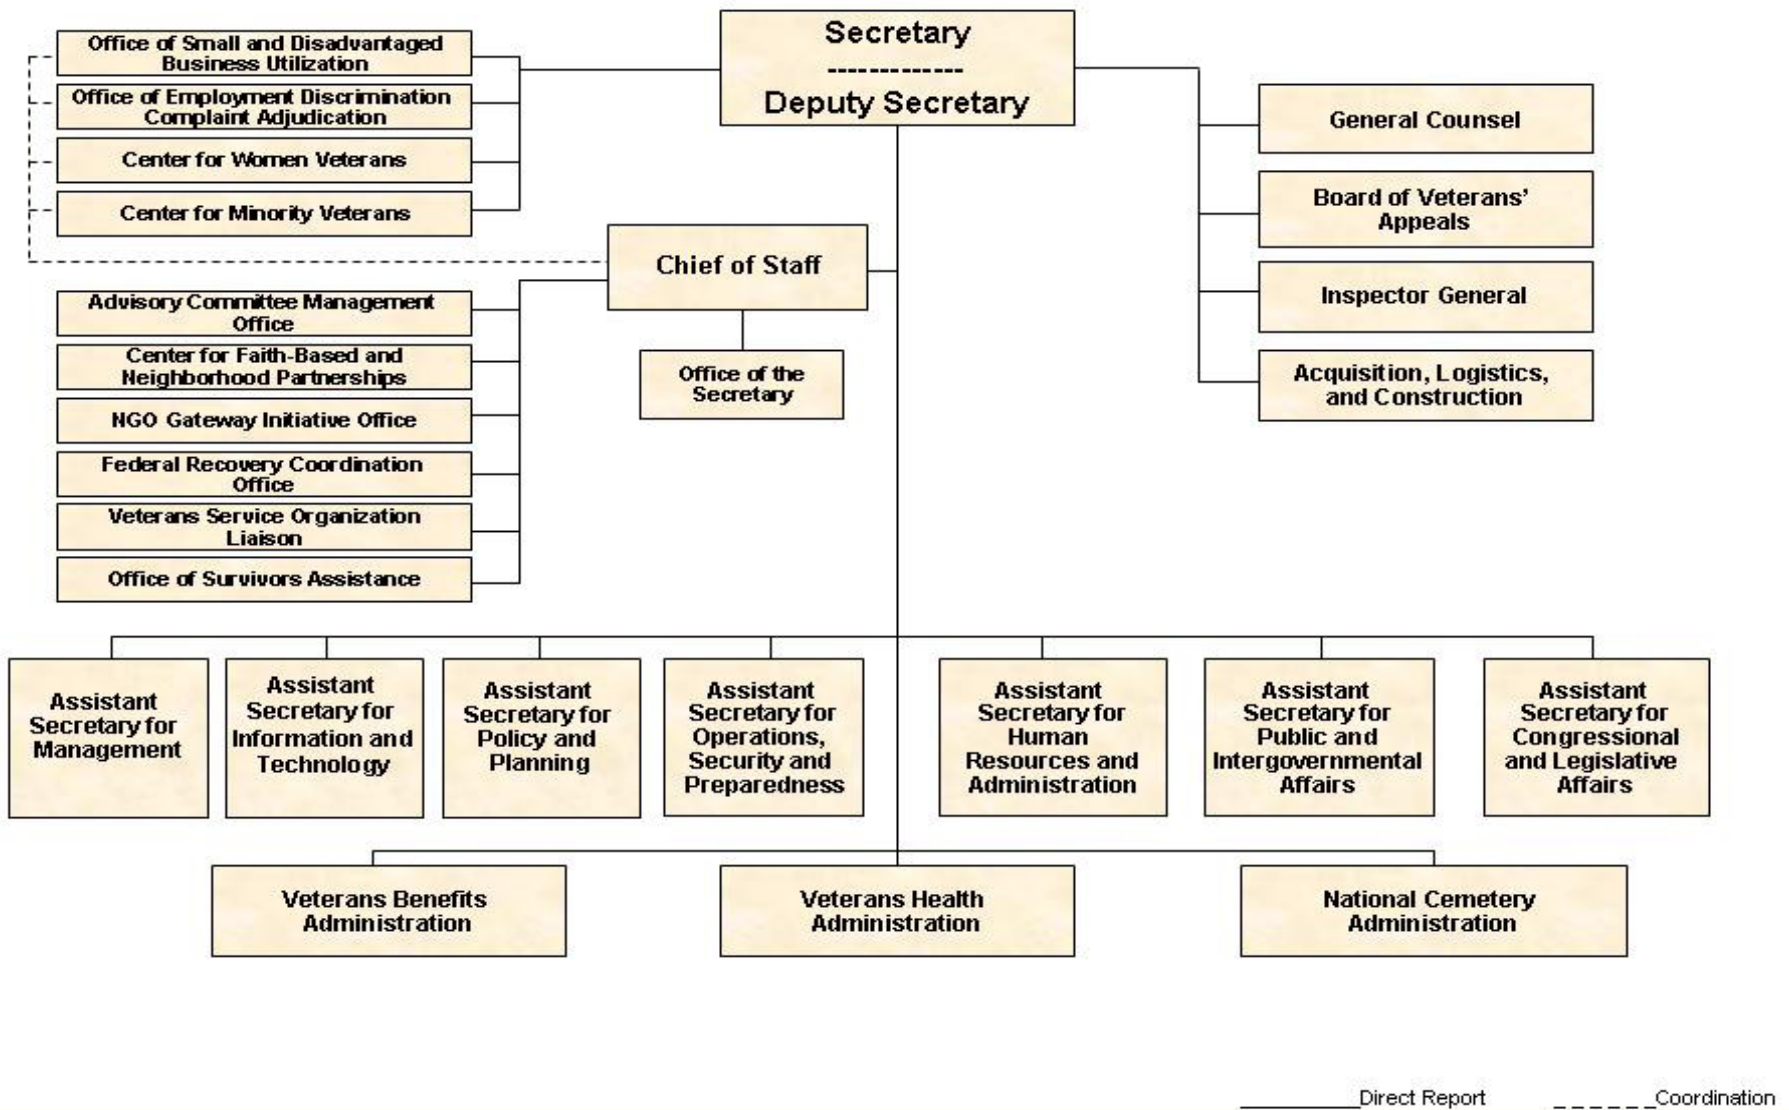 Secretary
-------------
Deputy Secretary
Office of Small and Disadvantaged
Business Utilization
Office of Employment Discrimination
Complaint Adjudication
Center for Women Veterans
Center for Minority Veterans
General Counsel
Board of Veterans’
Appeals
Inspector General
Acquisition, Logistics,
and Construction
Chief of Staff
Office of the
Secretary
Advisory Committee Management
Office
Center for Faith-Based and
Neighborhood Partnerships
NGO Gateway Initiative Office
Federal Recovery Coordination
Office
Veterans Service Organization
Liaison
Office of Survivors Assistance
Assistant
Secretary for
Management
Assistant
Secretary for
Information and
Technology
Assistant
Secretary for
Policy and
Planning
Assistant
Secretary for
Operations,
Security and
Preparedness
Assistant
Secretary for
Human
Resources and
Administration
Assistant
Secretary for
Public and
Intergovernmental
Affairs
Assistant
Secretary for
Congressional
and Legislative
Affairs
Veterans Benefits
Administration
Veterans Health
Administration
National Cemetery
Administration
Direct Report
Coordination